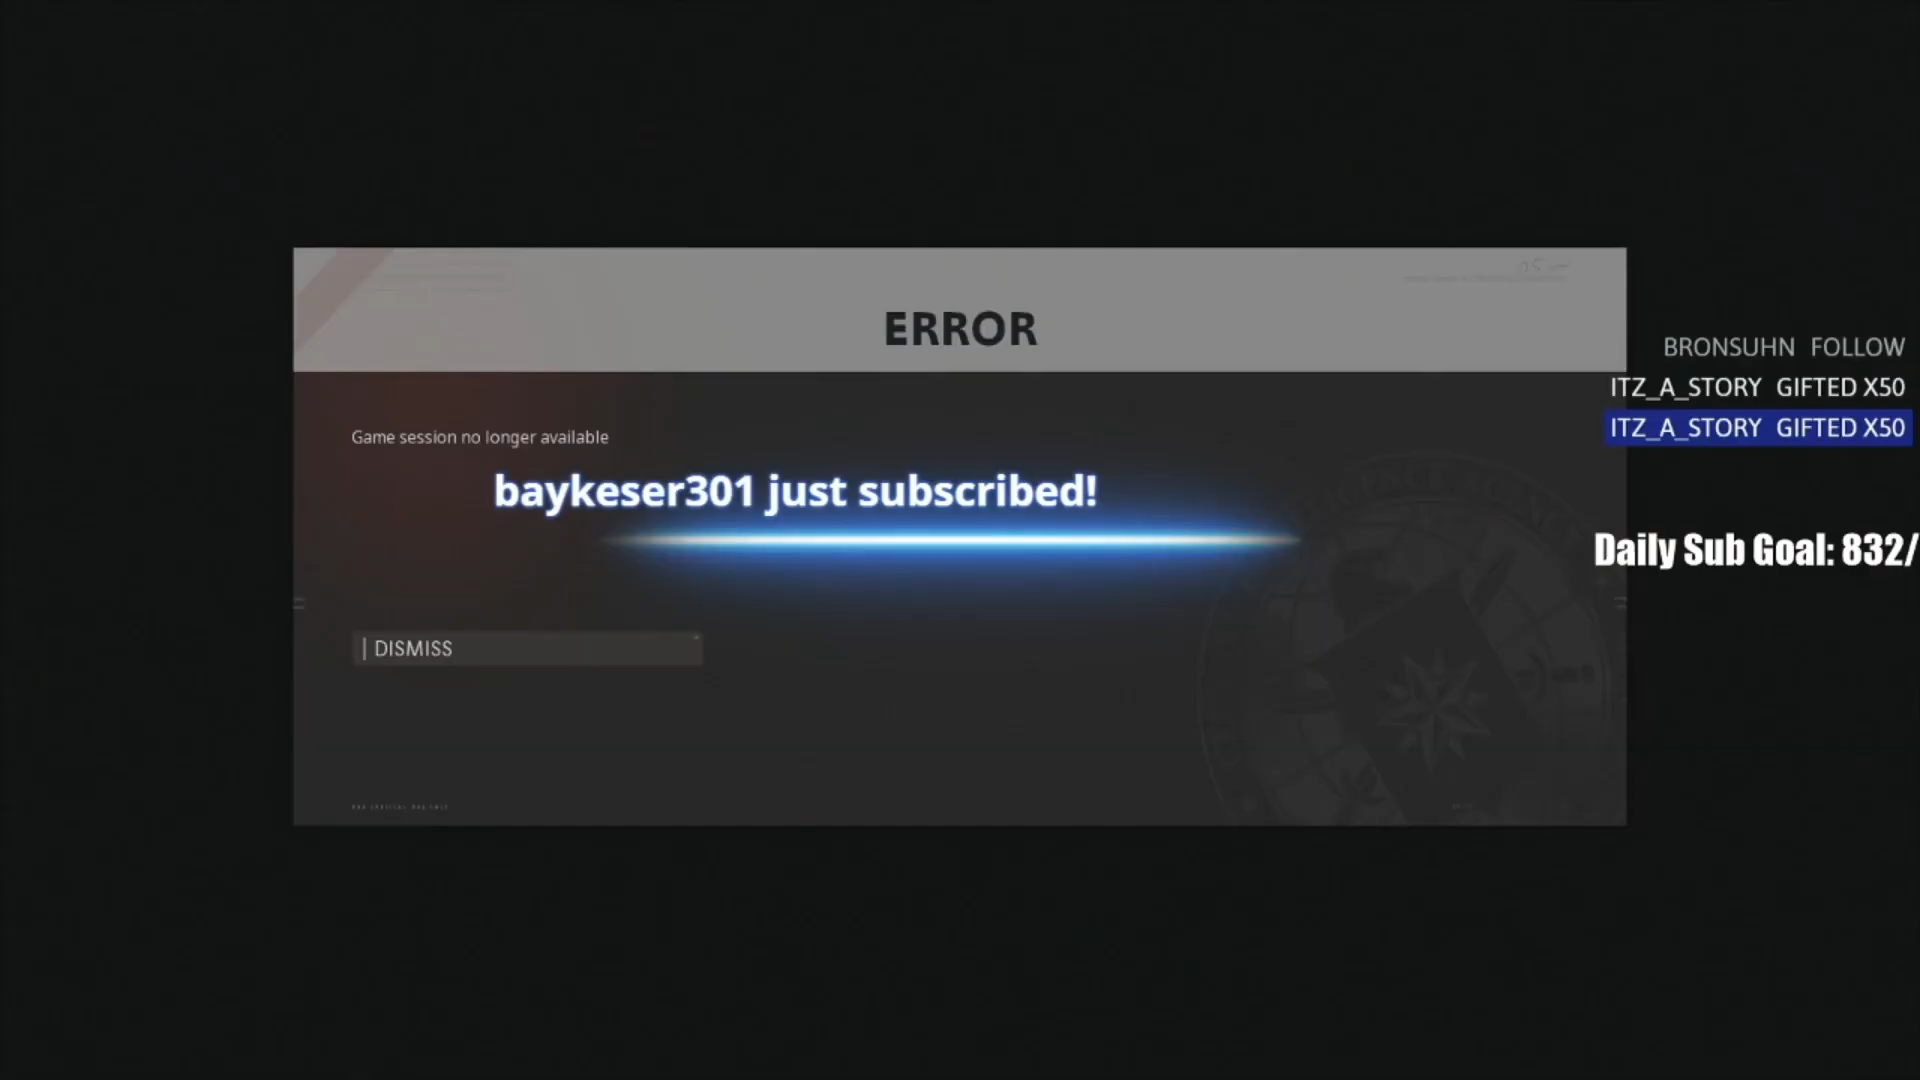 ERROR
BRONSUHN FOLLOW
ITZ_A_STORY GIFTED X50
ITZ_A_STORY GIFTED X50
Game session no longer available
baykeser301 just subscribed!
Daily Sub Goal: 832/
DISMISS